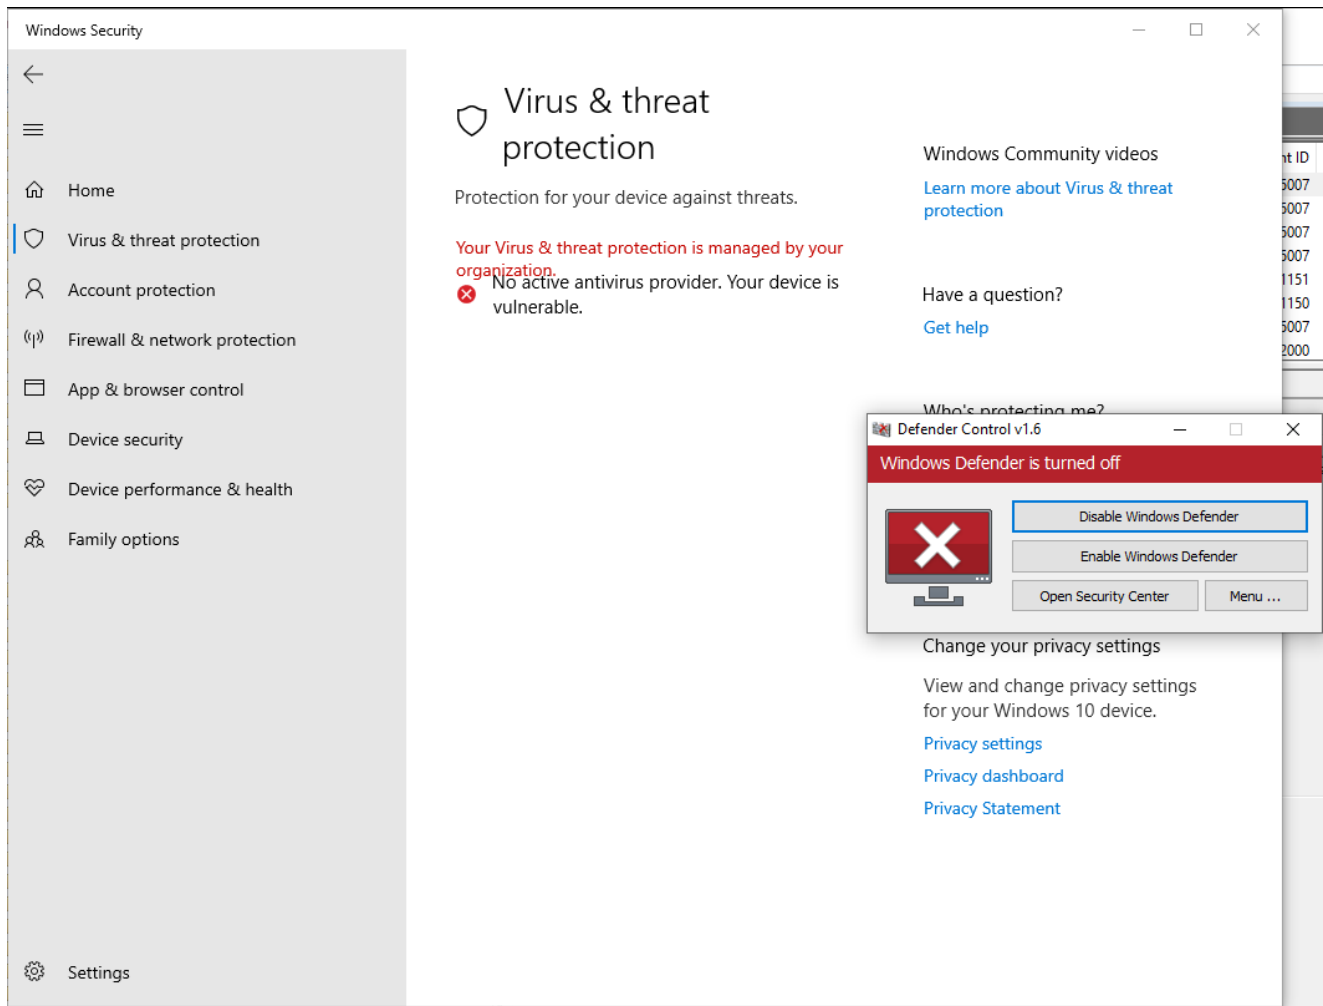 Windows Security
Home
Virus & threat protection
Account protection
Firewall & network protection
App & browser control
Device security
Device performance & health
Family options
Settings
Virus & threat
protection
Protection for your device against threats.
Your Virus & threat protection is managed by your
organization.
No active antivirus provider. Your device is
vulnerable.
Windows Community videos
Learn more about Virus & threat
protection
Have a question?
Get help
Who's protecting me?
Defender Control v1.6
Windows Defender is turned off
Disable Windows Defender
Enable Windows Defender
Open Security Center
Menu ...
Change your privacy settings
View and change privacy settings
for your Windows 10 device.
Privacy settings
Privacy dashboard
Privacy Statement
ID